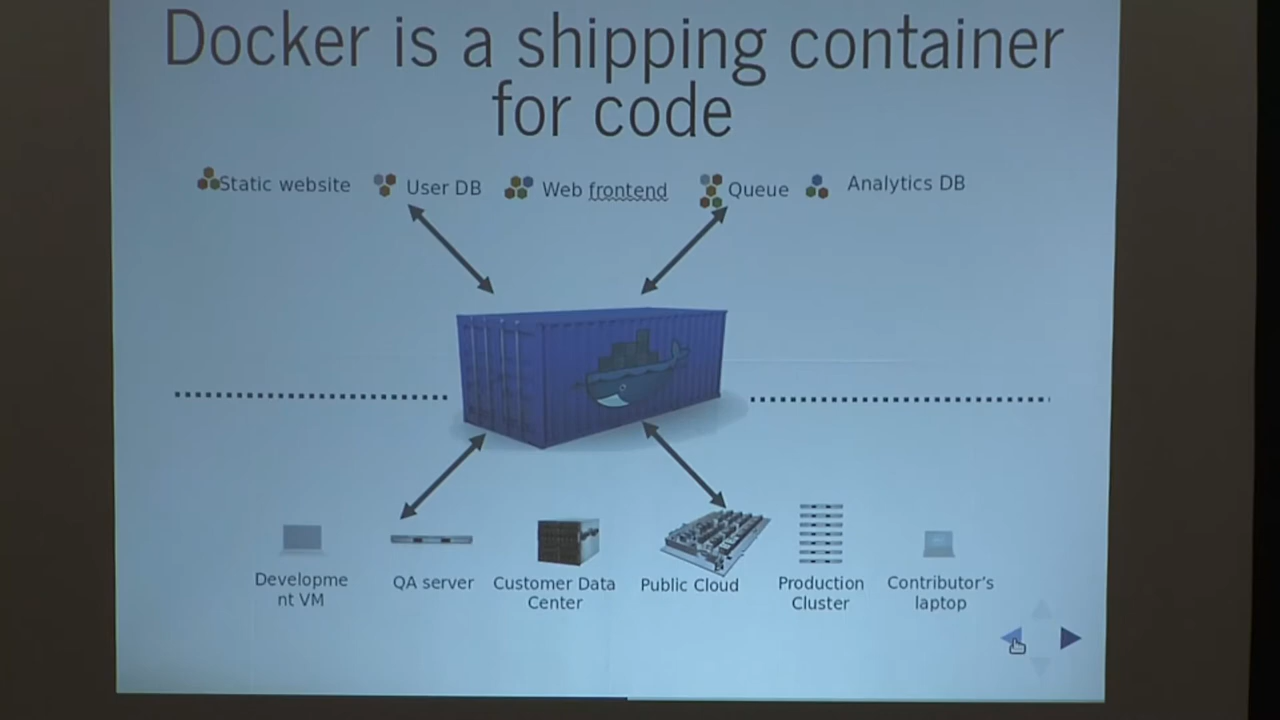 Docker is a shipping container
for code
Static website User DB Web frontend Queue Analytics DB
Developme
nt VM
QA server
Customer Data
Center
Public Cloud
Production
Cluster
Contributor's
laptop